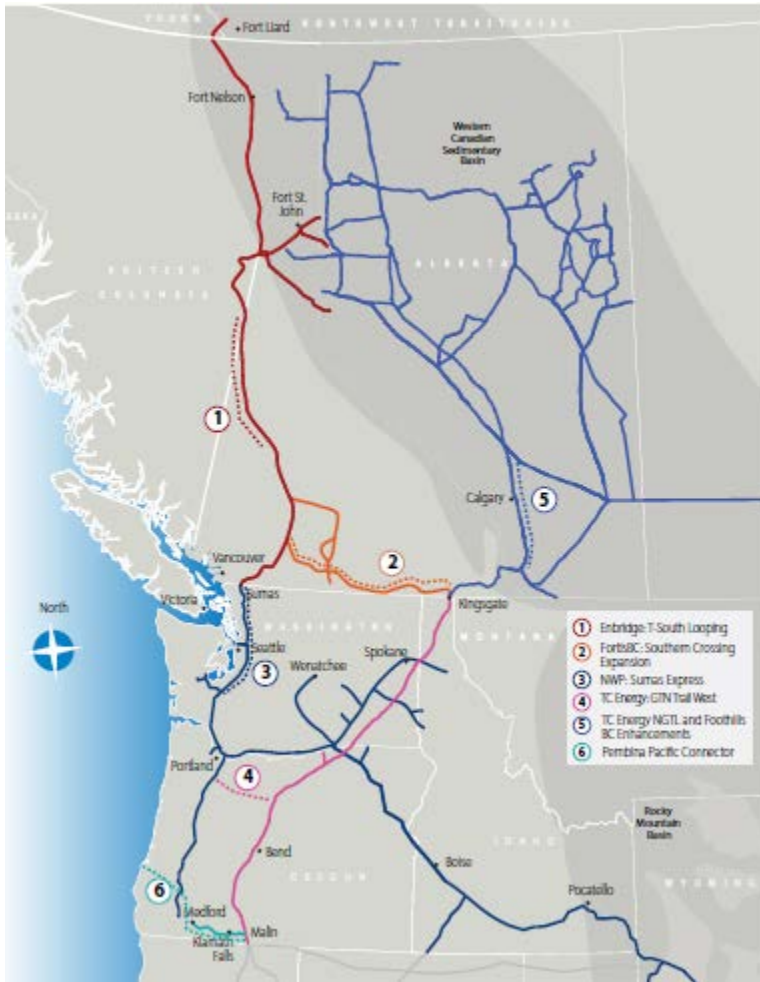 YUKON
NORTHWEST TERRITORIES
Fort Liard
Fort Nelson
Western
Canadian
Sedimentary
Basin
Fort St.
John
ALBERTA
BRITISH
COLUMBIA
1
Calgary
5
2
Vancouver
Sumas
Kingsgate
Victoria
North
WASHINGTON
MONTANA
Seattle
Spokane
Wenatchee
3
1 Enbridge: T-South Looping
2 FortisBC: Southern Crossing
Expansion
3 NWP: Sumas Express
4 TC Energy: GTN Trail West
5 TC Energy NGTL and Foothills
BC Enhancements
6 Pembina Pacific Connector
Portland
4
Rocky
Mountain
Basin
Bend
IDAHO
Boise
OREGON
WYOMING
6
Pocatello
Medford
Malin
Klamath
Falls